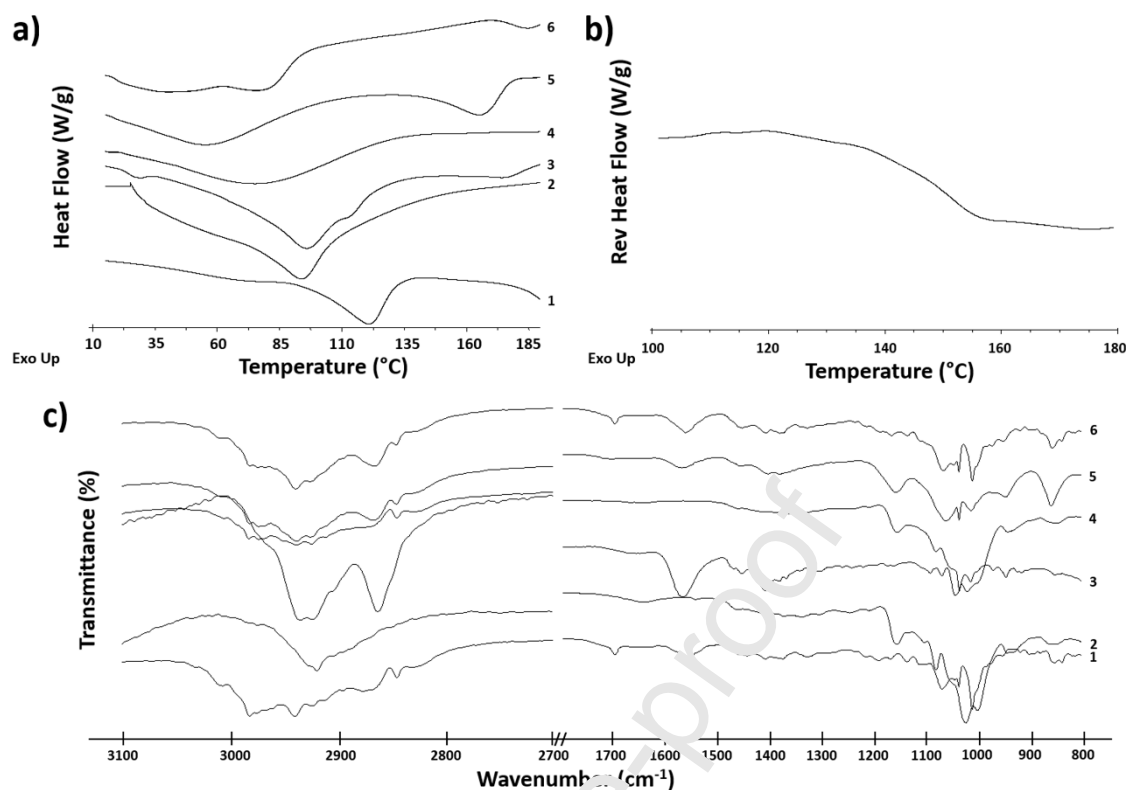 a)
Heat Flow (W/g)
6
5
4
3
2
1
10 35 60 85 110 135 160 185
Exo Up
Temperature (°C)
b)
Rev Heat Flow (W/g)
100 120 140 160 180
Exo Up
Temperature (°C)
c)
Transmittance (%)
6
5
4
3
2
1
3100 3000 2900 2800 2700 1700 1600 1500 1400 1300 1200 1100 1000 900 800
Wavenumber (cm-1)
-proof